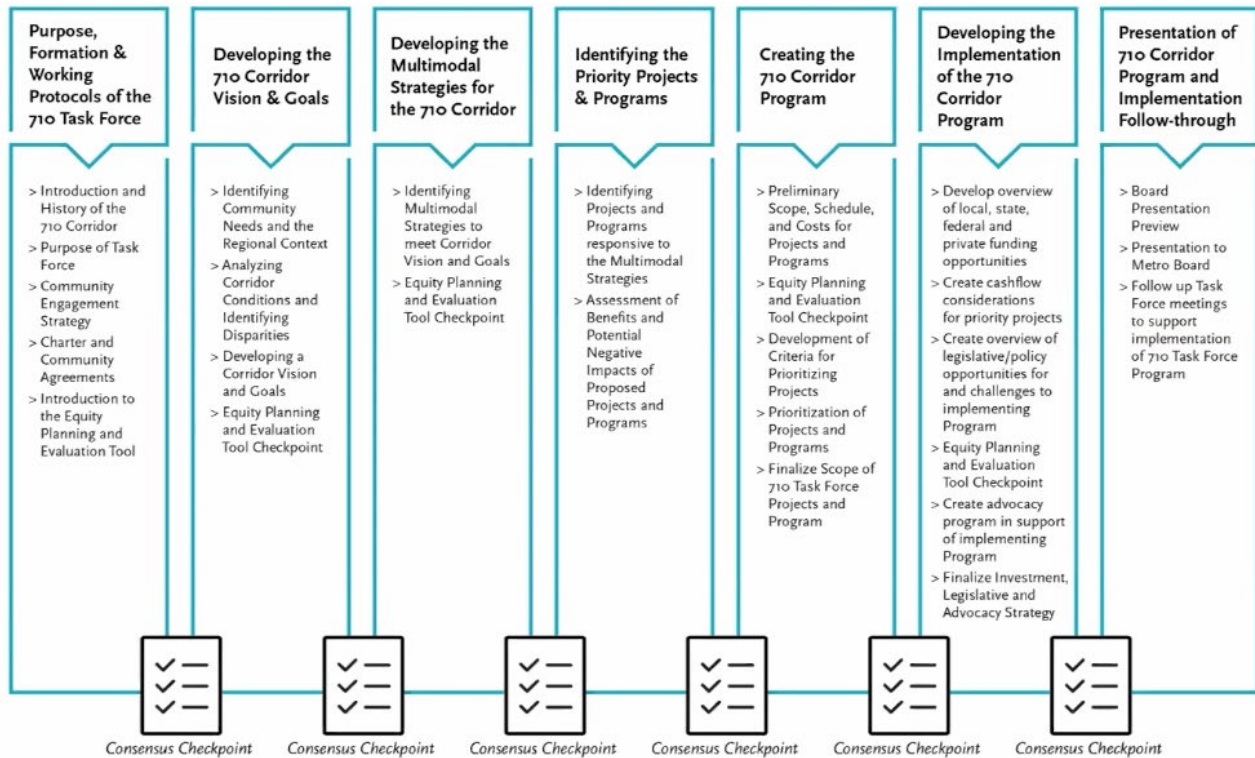 Purpose,
Formation &
Working
Protocols of the
710 Task Force
> Introduction and
History of the
710 Corridor
> Purpose of Task
Force
> Community
Engagement
Strategy
> Charter and
Community
Agreements
> Introduction to
the Equity
Planning and
Evaluation Tool
Developing the
710 Corridor
Vision & Goals
> Identifying
Community
Needs and the
Regional Context
> Analyzing
Corridor
Conditions and
Identifying
Disparities
> Developing a
Corridor Vision
and Goals
> Equity Planning
and Evaluation
Tool Checkpoint
Developing the
Multimodal
Strategies for
the 710 Corridor
> Identifying
Multimodal
Strategies to
meet Corridor
Vision and Goals
> Equity Planning
and Evaluation
Tool Checkpoint
Identifying the
Priority Projects
& Programs
> Identifying
Projects and
Programs
responsive to
the Multimodal
Strategies
> Assessment of
Benefits and
Potential
Negative
Impacts of
Proposed
Projects and
Programs
Creating the
710 Corridor
Program
> Preliminary
Scope, Schedule,
and Costs for
Projects and
Programs
> Equity Planning
and Evaluation
Tool Checkpoint
> Development of
Criteria for
Prioritizing
Projects
> Prioritization of
Projects and
Programs
> Finalize Scope of
710 Task Force
Projects and
Program
Developing the
Implementation
of the 710
Corridor
Program
> Develop overview
of local, state,
federal and
private funding
opportunities
> Create cashflow
considerations
for priority projects
> Create overview of
legislative/policy
opportunities for
and challenges to
implementing
Program
> Equity Planning
and Evaluation
Tool Checkpoint
> Create advocacy
program in support
of implementing
Program
> Finalize Investment,
Legislative and
Advocacy Strategy
Presentation of
710 Corridor
Program and
Implementation
Follow-through
> Board
Presentation
Preview
> Presentation to
Metro Board
> Follow up Task
Force meetings
to support
implementation
of 710 Task Force
Program
Consensus Checkpoint
Consensus Checkpoint
Consensus Checkpoint
Consensus Checkpoint
Consensus Checkpoint
Consensus Checkpoint